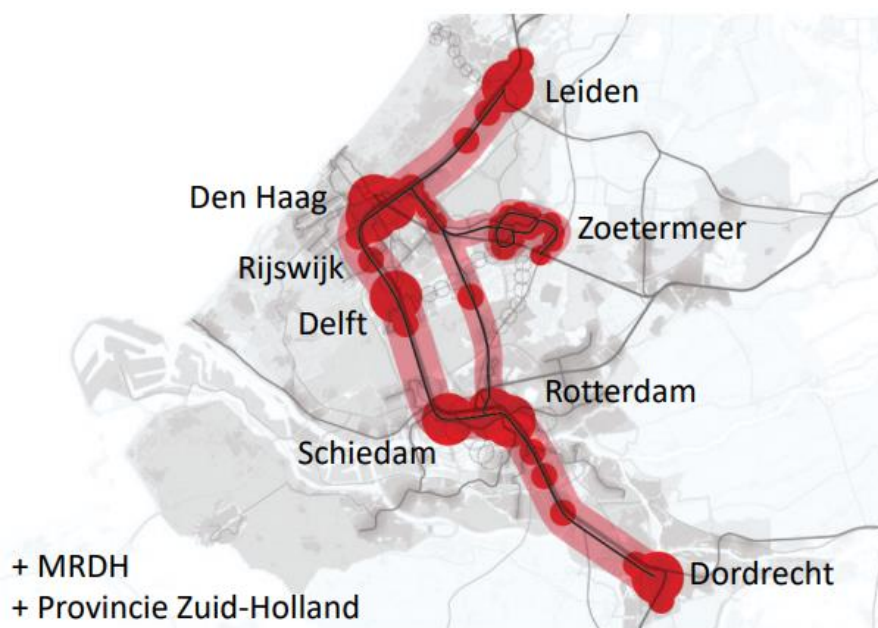 Leiden
Den Haag
Zoetermeer
Rijswijk
Delft
Rotterdam
Schiedam
+ MRDH
Dordrecht
+ Provincie Zuid-Holland